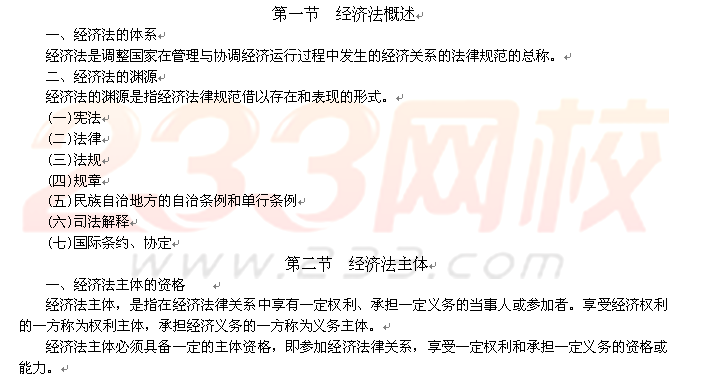 第一节 经济法概述
一、经济法的体系
经济法是调整国家在管理与协调经济运行过程中发生的经济关系的法律规范的总称。
二、经济法的渊源
经济法的渊源是指经济法律规范借以存在和表现的形式。
(一)宪法
(二)法律
(三)法规
(四)规章
(五)民族自治地方的自治条例和单行条例
(六)司法解释
(七)国际条约、协定
第二节 经济法主体
一、经济法主体的资格
经济法主体，是指在经济法律关系中享有一定权利、承担一定义务的当事人或参加者。享受经济权利
的一方称为权利主体，承担经济义务的一方称为义务主体。
经济法主体必须具备一定的主体资格，即参加经济法律关系，享受一定权利和承担一定义务的资格或
能力。
233网校
www.233.com